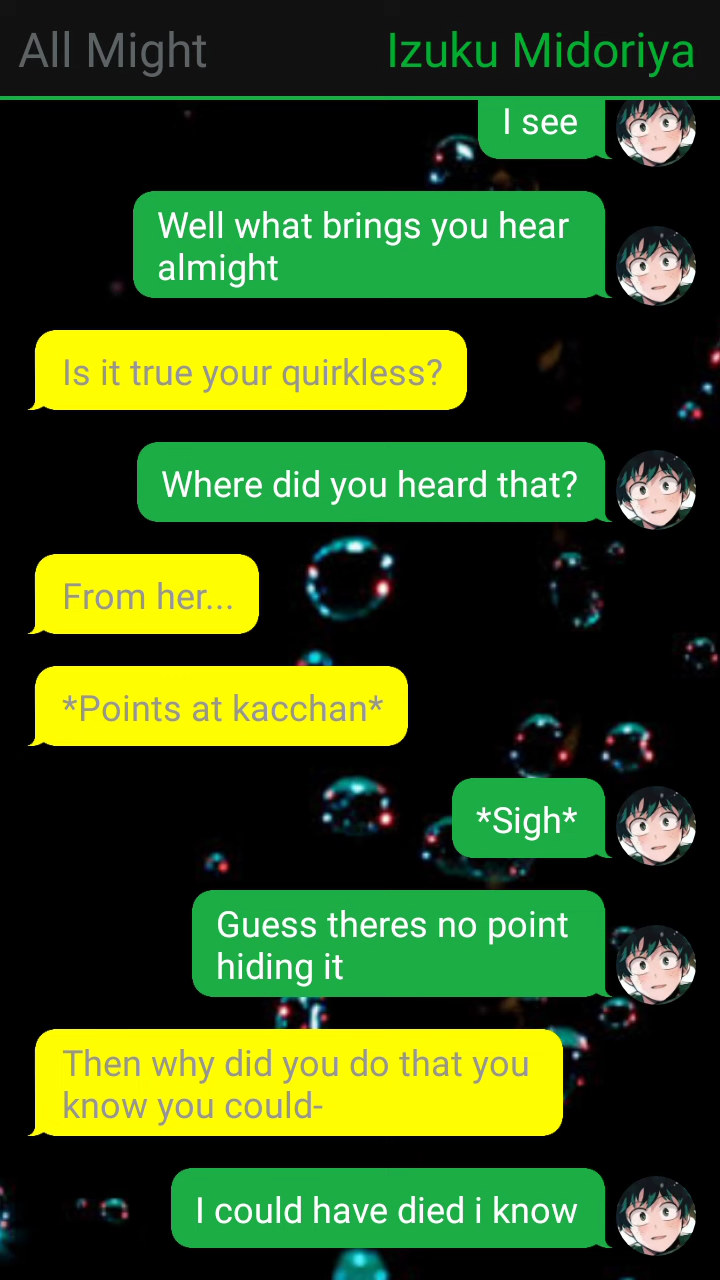 All Might
Izuku Midoriya
I see
Well what brings you hear
almight
Is it true your quirkless?
Where did you heard that?
From her...
*Points at kacchan*
*Sigh*
Guess theres no point
hiding it
Then why did you do that you
know you could-
I could have died i know